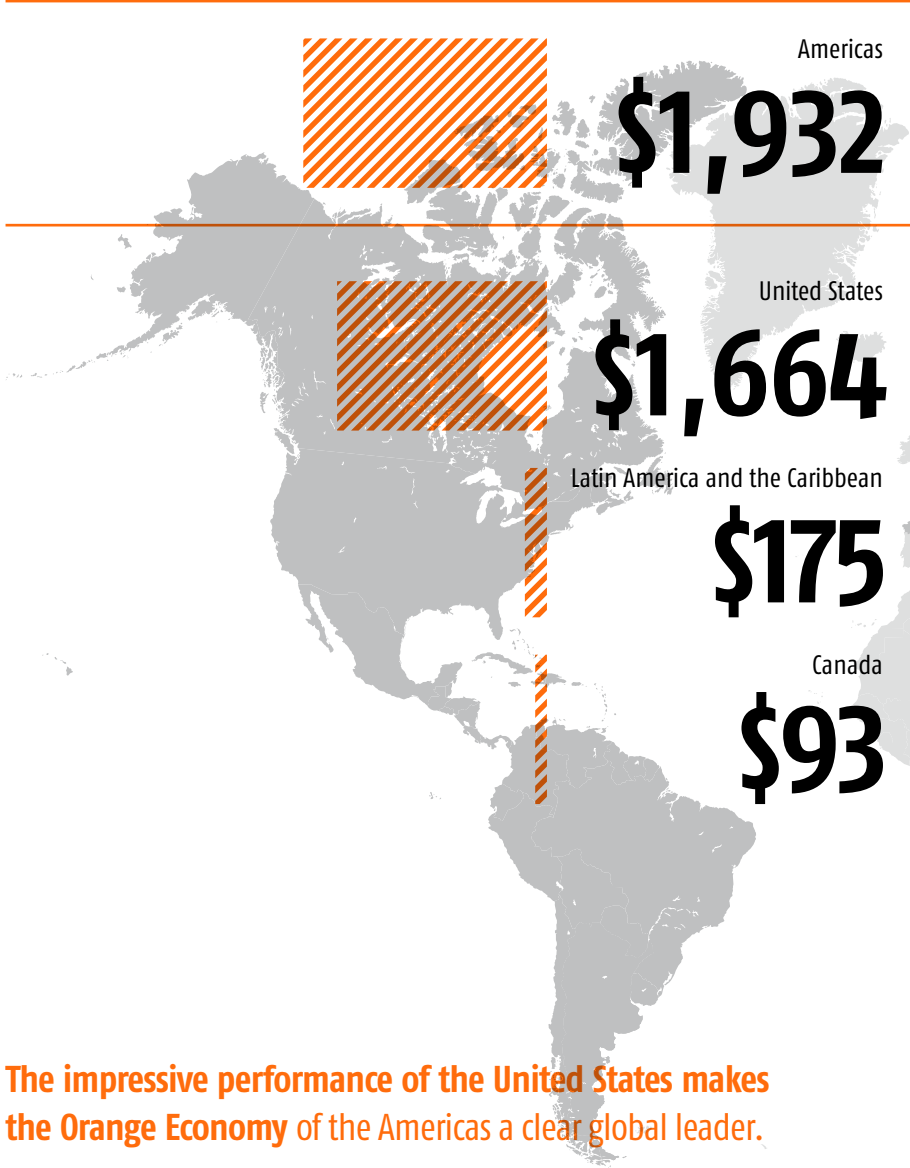 Americas
$1,932
United States
$1,664
Latin America and the Caribbean
$175
Canada
$93
The impressive performance of the United States makes
the Orange Economy of the Americas a clear global leader.